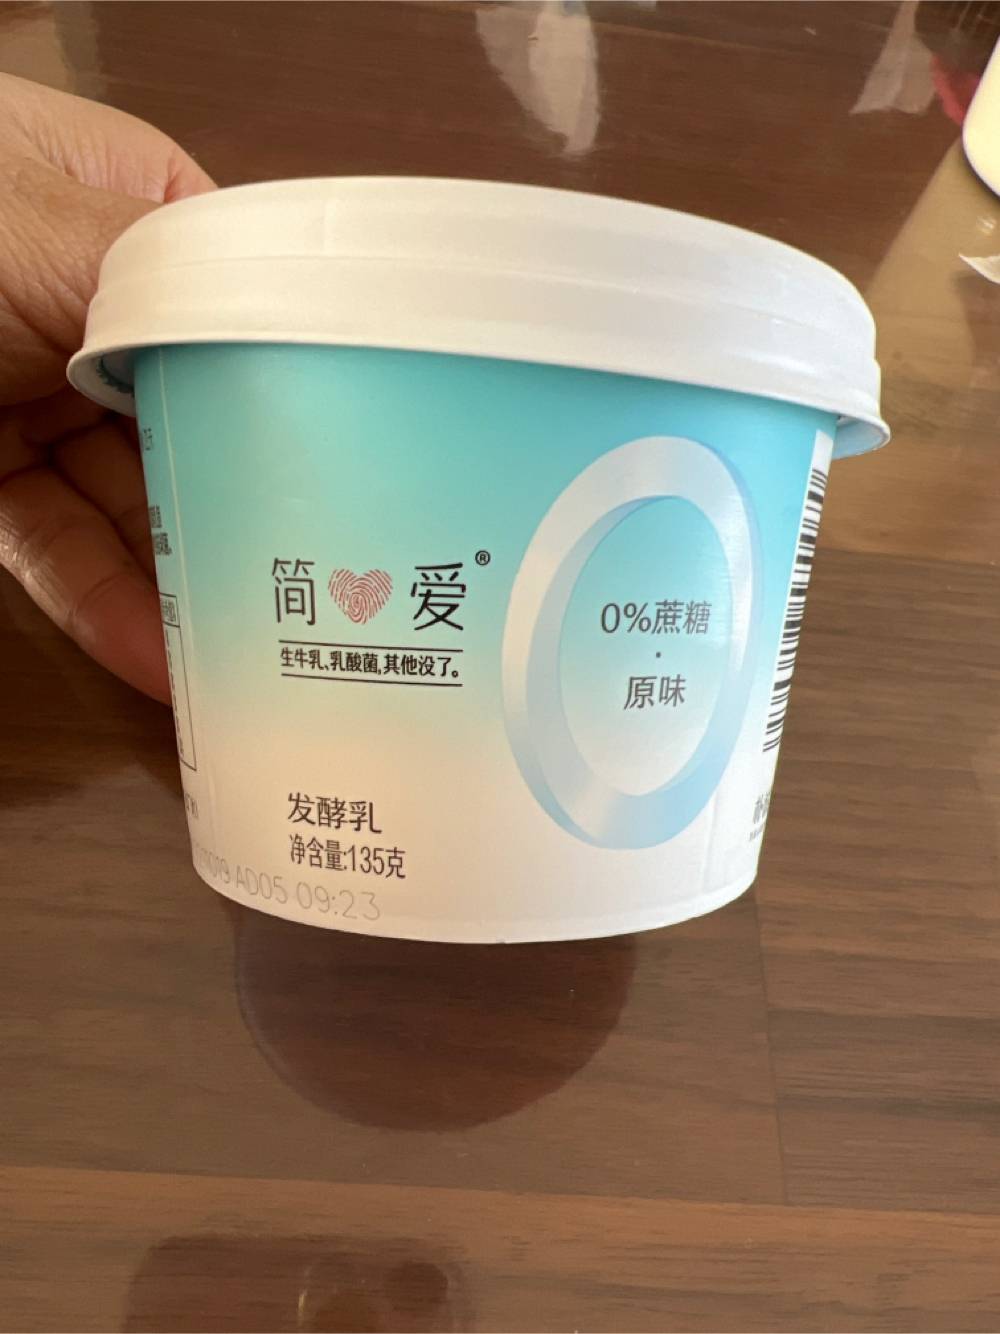 简爱®
生牛乳、乳酸菌,其他没了。
0%蔗糖
·
原味
发酵乳
净含量:135克
AD05 09:23